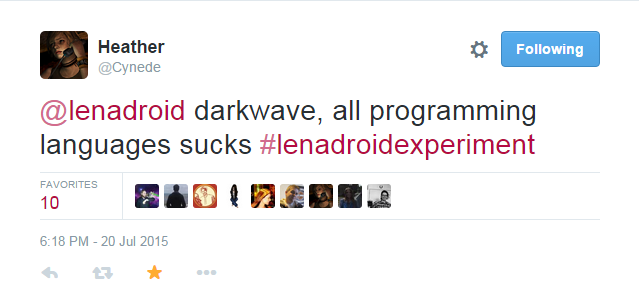 Heather
@Cynede
Following
@lenadroid darkwave, all programming
languages sucks #lenadroidexperiment
FAVORITES
10
6:18 PM - 20 Jul 2015